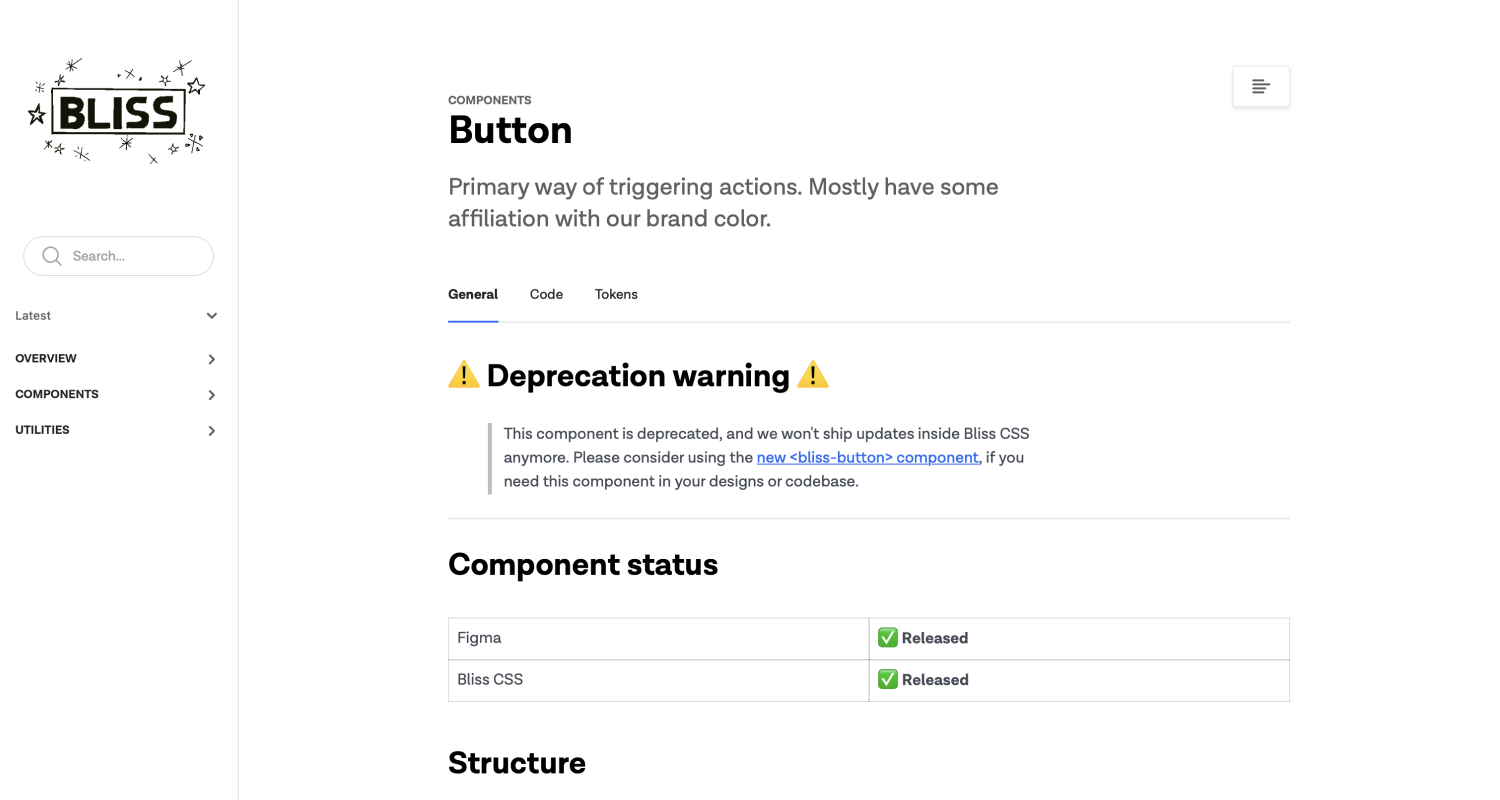 BLISS
Search...
Latest
OVERVIEW
COMPONENTS
UTILITIES
COMPONENTS
Button
Primary way of triggering actions. Mostly have some
affiliation with our brand color.
General Code Tokens
⚠️ Deprecation warning ⚠️
This component is deprecated, and we won't ship updates inside Bliss CSS
anymore. Please consider using the new <bliss-button> component, if you
need this component in your designs or codebase.
Component status
Figma ✅ Released
Bliss CSS ✅ Released
Structure